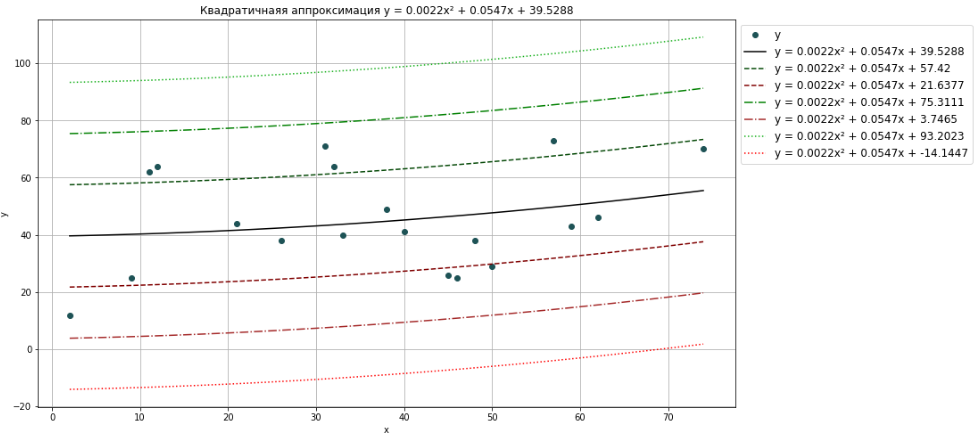 Квадратичнаяя аппроксимация y = 0.0022x² + 0.0547x + 39.5288
y
100
80
60
40
20
0
−20
0 10 20 30 40 50 60 70
x
y
y = 0.0022x² + 0.0547x + 39.5288
y = 0.0022x² + 0.0547x + 57.42
y = 0.0022x² + 0.0547x + 21.6377
y = 0.0022x² + 0.0547x + 75.3111
y = 0.0022x² + 0.0547x + 3.7465
y = 0.0022x² + 0.0547x + 93.2023
y = 0.0022x² + 0.0547x + -14.1447